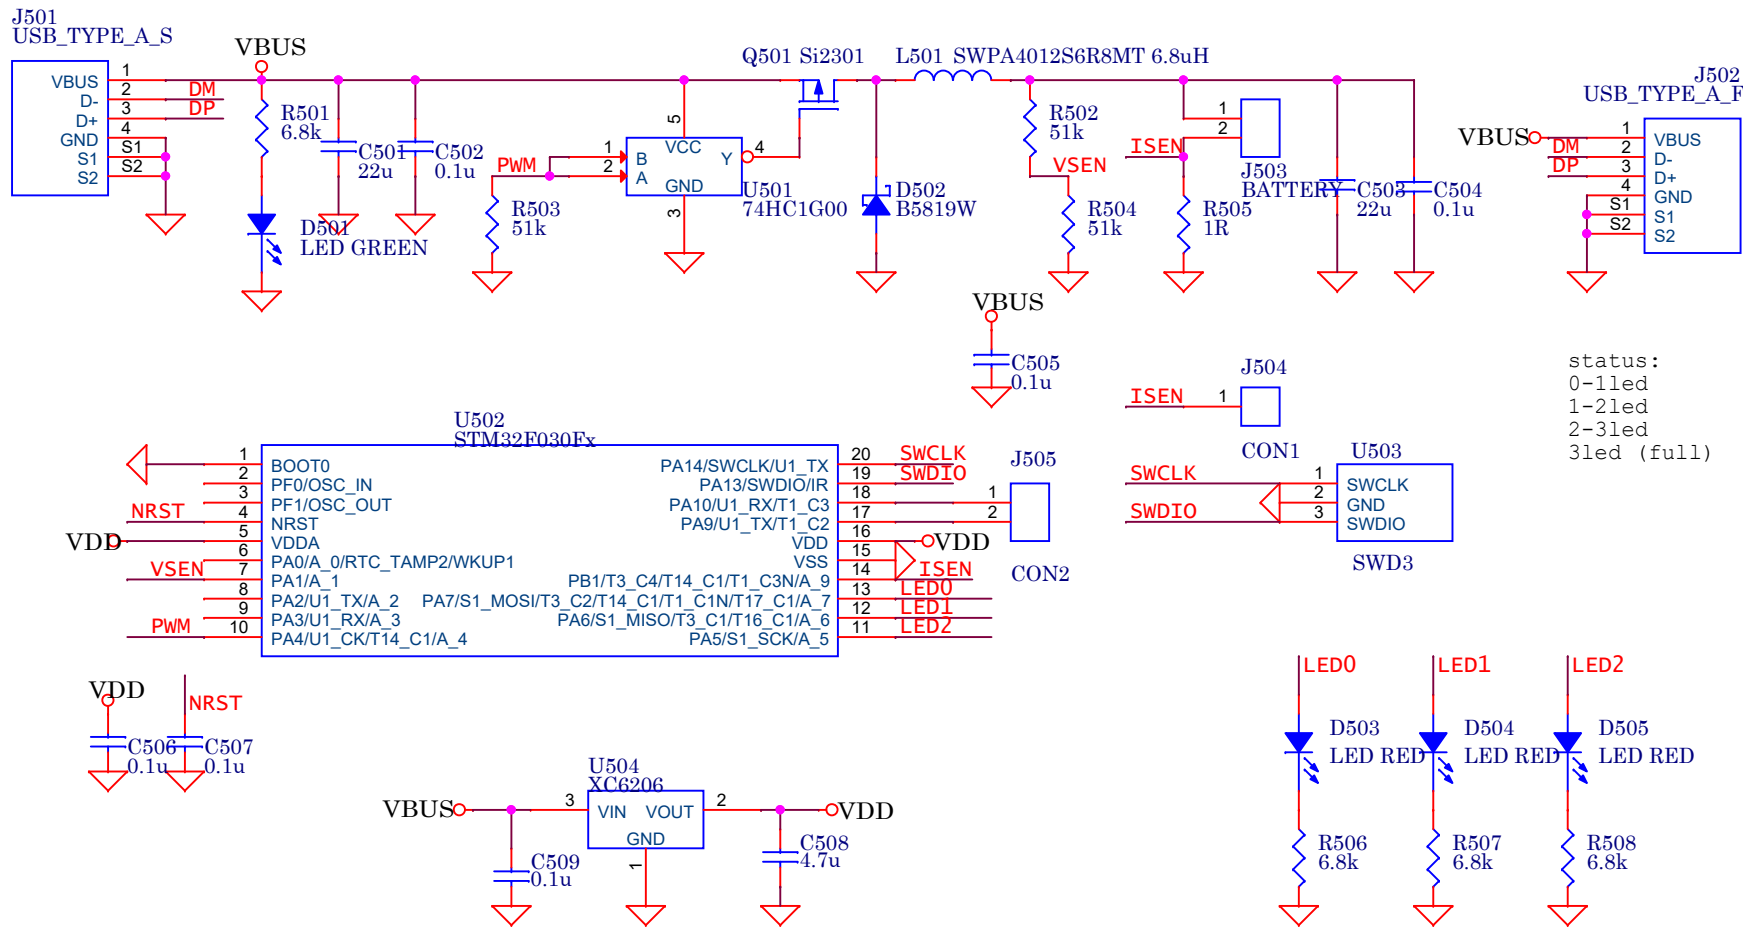 J501
USB_TYPE_A_S
VBUS
D-
D+
GND
S1
S2
1
2
3
4
S1
S2
DM
DP
VBUS
R501
6.8k
D501
LED GREEN
C501
22u
C502
0.1u
PWM
R503
51k
1
2
B
A
VCC
GND
Y
5
3
4
U501
74HC1G00
Q501 Si2301
D502
B5819W
L501 SWPA4012S6R8MT 6.8uH
R502
51k
VSEN
R504
51k
ISEN
1
2
J503
BATTERY
R505
1R
C503
22u
C504
0.1u
J502
USB_TYPE_A_F
VBUS
DM
DP
1
2
3
4
S1
S2
VBUS
D-
D+
GND
S1
S2
VBUS
C505
0.1u
J504
ISEN
1
CON1
status:
0-1led
1-2led
2-3led
3led (full)
U502
STM32F030Fx
1
2
3
4
5
6
7
8
9
10
NRST
VDD
VSEN
PWM
BOOT0
PF0/OSC_IN
PF1/OSC_OUT
NRST
VDDA
PA0/A_0/RTC_TAMP2/WKUP1
PA1/A_1
PA2/U1_TX/A_2
PA3/U1_RX/A_3
PA4/U1_CK/T14_C1/A_4
PA14/SWCLK/U1_TX
PA13/SWDIO/IR
PA10/U1_RX/T1_C3
PA9/U1_TX/T1_C2
VDD
VSS
PB1/T3_C4/T14_C1/T1_C3N/A_9
PA7/S1_MOSI/T3_C2/T14_C1/T1_C1N/T17_C1/A_7
PA6/S1_MISO/T3_C1/T16_C1/A_6
PA5/S1_SCK/A_5
20
19
18
17
16
15
14
13
12
11
SWCLK
SWDIO
VDD
ISEN
LED0
LED1
LED2
J505
1
2
CON2
U503
SWCLK
SWDIO
1
2
3
SWCLK
GND
SWDIO
SWD3
VDD
C506
0.1u
NRST
C507
0.1u
U504
XC6206
VBUS
3
VIN
VOUT
GND
2
1
VDD
C509
0.1u
C508
4.7u
LED0
D503
LED RED
R506
6.8k
LED1
D504
LED RED
R507
6.8k
LED2
D505
LED RED
R508
6.8k